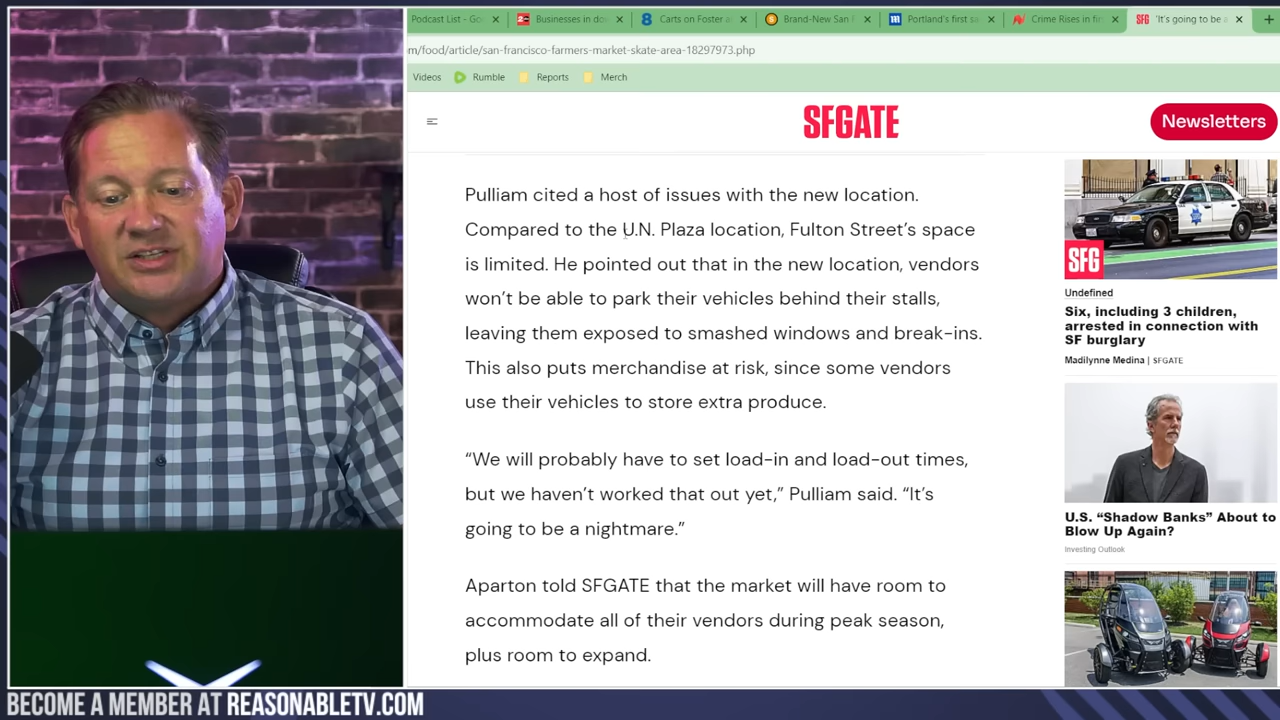 Podcast List - Go
Businesses in do
Carts on Foster a
Brand-New San
Portland's first sa
Crime Rises in fir
'It's going to be a
m/food/article/san-francisco-farmers-market-skate-area-18297973.php
Videos
Rumble
Reports
Merch
SFGATE
Newsletters
Pulliam cited a host of issues with the new location.
Compared to the U.N. Plaza location, Fulton Street’s space
is limited. He pointed out that in the new location, vendors
won’t be able to park their vehicles behind their stalls,
leaving them exposed to smashed windows and break-ins.
This also puts merchandise at risk, since some vendors
use their vehicles to store extra produce.
“We will probably have to set load-in and load-out times,
but we haven’t worked that out yet,” Pulliam said. “It’s
going to be a nightmare.”
Aparton told SFGATE that the market will have room to
accommodate all of their vendors during peak season,
plus room to expand.
SFG
Undefined
Six, including 3 children,
arrested in connection with
SF burglary
Madilynne Medina | SFGATE
U.S. “Shadow Banks” About to
Blow Up Again?
Investing Outlook
BECOME A MEMBER AT REASONABLETV.COM